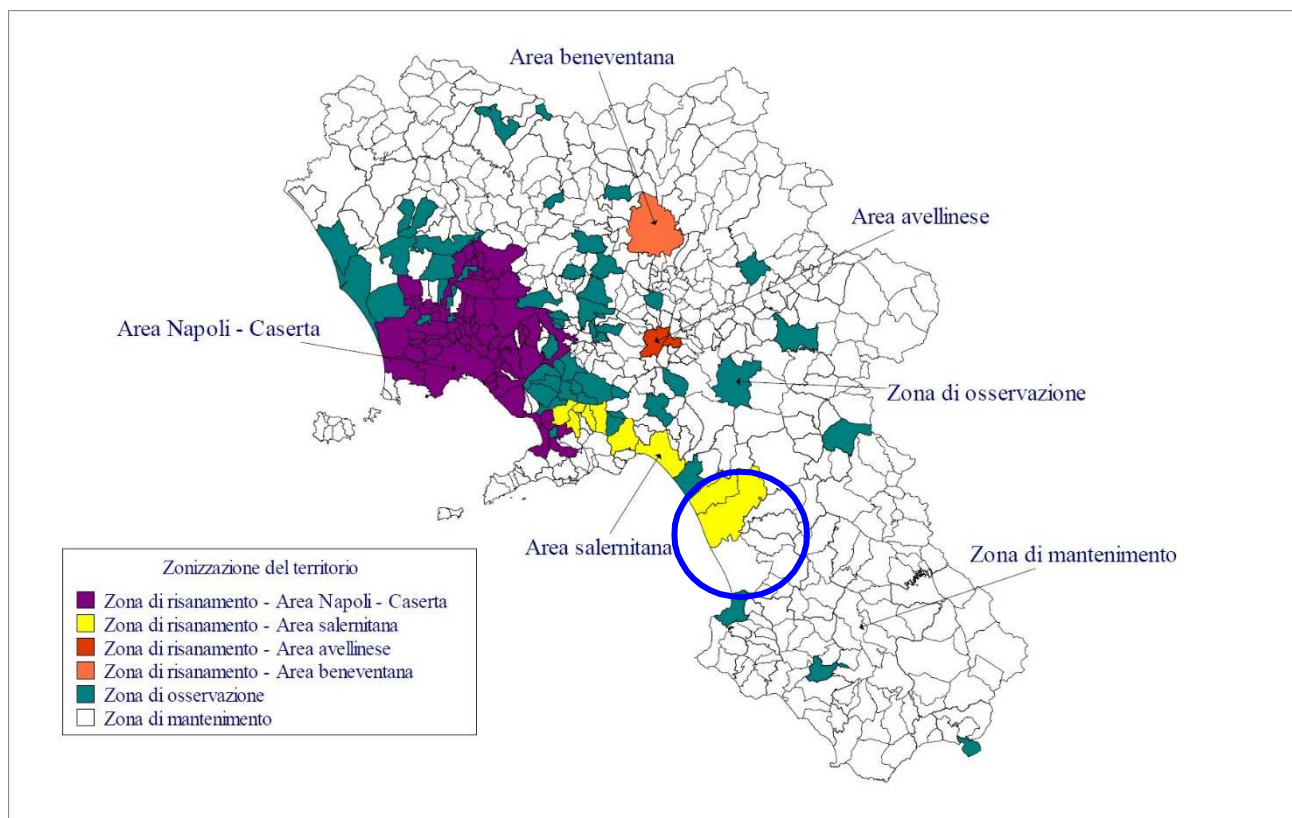 Area beneventana
Area avellinese
Area Napoli - Caserta
Zona di osservazione
Area salernitana
Zona di mantenimento
Zonizzazione del territorio
Zona di risanamento - Area Napoli - Caserta
Zona di risanamento - Area salernitana
Zona di risanamento - Area avellinese
Zona di risanamento - Area beneventana
Zona di osservazione
Zona di mantenimento